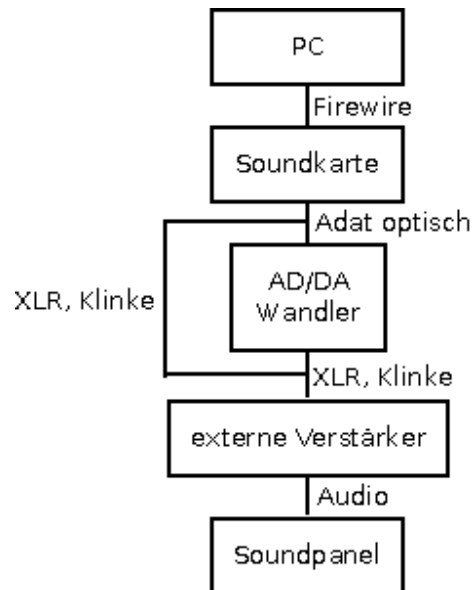 PC
Firewire
Soundkarte
Adat optisch
AD/DA
Wandler
XLR, Klinke
XLR, Klinke
externe Verstärker
Audio
Soundpanel